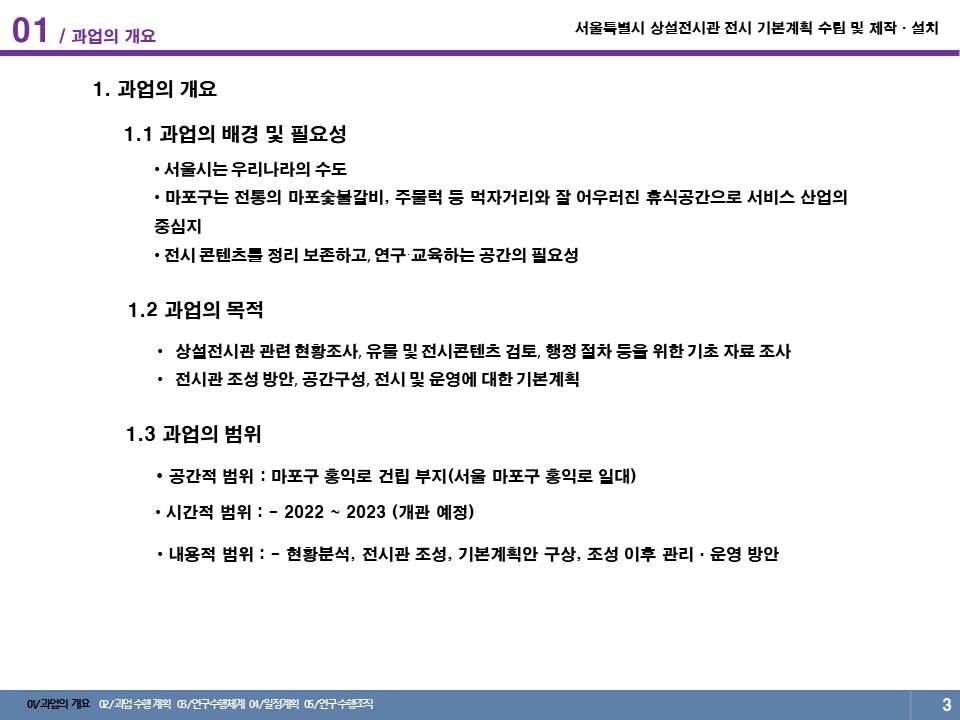 01 / 과업의 개요
서울특별시 상설전시관 전시 기본계획 수립 및 제작 · 설치
1. 과업의 개요
1.1 과업의 배경 및 필요성
• 서울시는 우리나라의 수도
• 마포구는 전통의 마포숯불갈비, 주물럭 등 먹자거리와 잘 어우러진 휴식공간으로 서비스 산업의
중심지
• 전시 콘텐츠를 정리 보존하고, 연구·교육하는 공간의 필요성
1.2 과업의 목적
• 상설전시관 관련 현황조사, 유물 및 전시콘텐츠 검토, 행정 절차 등을 위한 기초 자료 조사
• 전시관 조성 방안, 공간구성, 전시 및 운영에 대한 기본계획
1.3 과업의 범위
• 공간적 범위 : 마포구 홍익로 건립 부지(서울 마포구 홍익로 일대)
• 시간적 범위 : - 2022 ~ 2023 (개관 예정)
• 내용적 범위 : - 현황분석, 전시관 조성, 기본계획안 구상, 조성 이후 관리 · 운영 방안
01/과업의 개요 02/과업 수행 계획 03/연구수행체계 04/일정계획 05/연구 수행조직
3